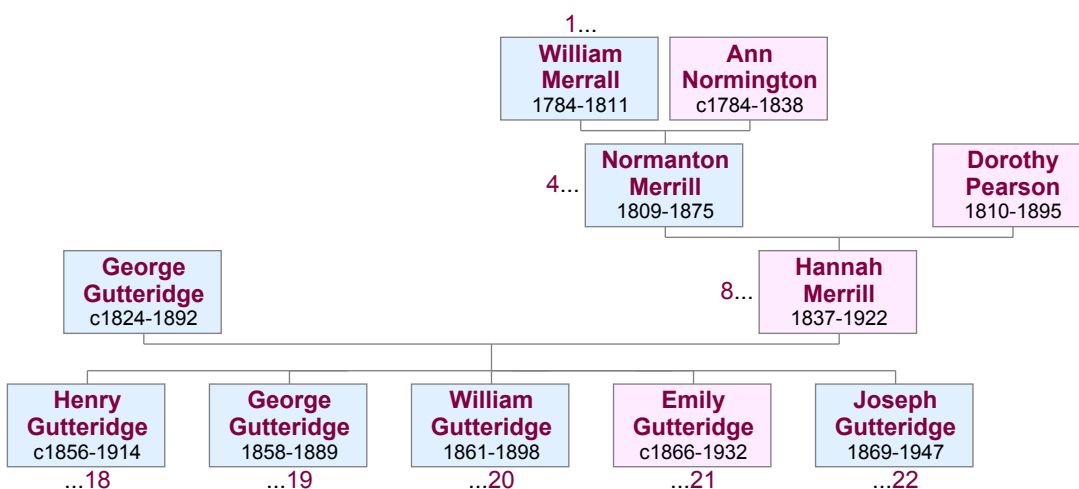 1...
William
Merrall
1784-1811
Ann
Normington
c1784-1838
4...
Normanton
Merrill
1809-1875
Dorothy
Pearson
1810-1895
George
Gutteridge
c1824-1892
8...
Hannah
Merrill
1837-1922
Henry
Gutteridge
c1856-1914
...18
George
Gutteridge
1858-1889
...19
William
Gutteridge
1861-1898
...20
Emily
Gutteridge
c1866-1932
...21
Joseph
Gutteridge
1869-1947
...22